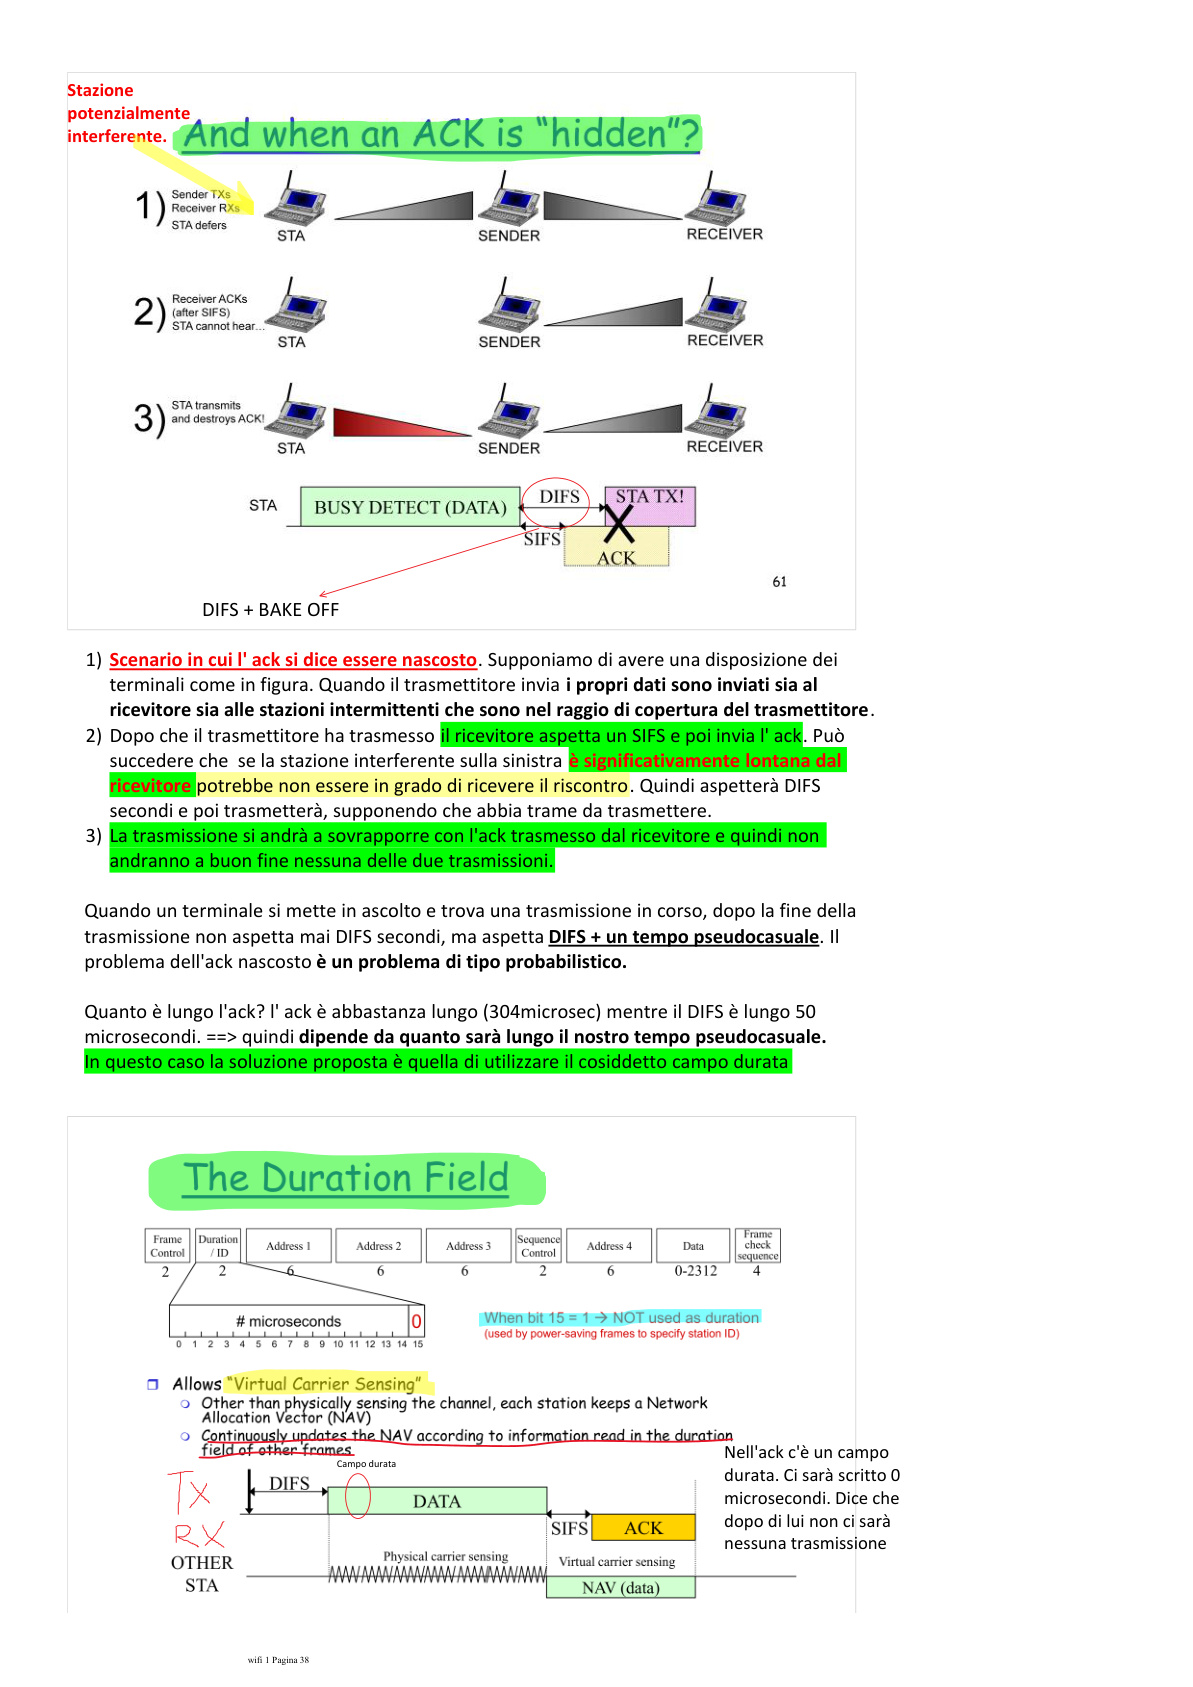 Stazione
potenzialmente
interferente.
And when an ACK is “hidden”?
1) Sender TXs
Receiver RXs
STA defers
STA
SENDER
RECEIVER
2) Receiver ACKs
(after SIFS)
STA cannot hear…
STA
SENDER
RECEIVER
3) STA transmits
and destroys ACK!
STA
SENDER
RECEIVER
STA
BUSY DETECT (DATA)
DIFS
STA TX!
SIFS
ACK
61
DIFS + BAKE OFF
1) Scenario in cui l' ack si dice essere nascosto. Supponiamo di avere una disposizione dei
terminali come in figura. Quando il trasmettitore invia i propri dati sono inviati sia al
ricevitore sia alle stazioni intermittenti che sono nel raggio di copertura del trasmettitore.
2) Dopo che il trasmettitore ha trasmesso il ricevitore aspetta un SIFS e poi invia l' ack. Può
succedere che  se la stazione interferente sulla sinistra è significativamente lontana dal
ricevitore potrebbe non essere in grado di ricevere il riscontro. Quindi aspetterà DIFS
secondi e poi trasmetterà, supponendo che abbia trame da trasmettere.
3) La trasmissione si andrà a sovrapporre con l'ack trasmesso dal ricevitore e quindi non
andranno a buon fine nessuna delle due trasmissioni.
Quando un terminale si mette in ascolto e trova una trasmissione in corso, dopo la fine della
trasmissione non aspetta mai DIFS secondi, ma aspetta DIFS + un tempo pseudocasuale. Il
problema dell'ack nascosto è un problema di tipo probabilistico.
Quanto è lungo l'ack? l' ack è abbastanza lungo (304microsec) mentre il DIFS è lungo 50
microsecondi. ==> quindi dipende da quanto sarà lungo il nostro tempo pseudocasuale.
In questo caso la soluzione proposta è quella di utilizzare il cosiddetto campo durata
The Duration Field
Frame
Control
Duration
/ ID
Address 1
Address 2
Address 3
Sequence
Control
Address 4
Data
Frame
check
sequence
2 2 6 6 6 2 6 0-2312 4
# microseconds 0
0 1 2 3 4 5 6 7 8 9 10 11 12 13 14 15
When bit 15 = 1 → NOT used as duration
(used by power-saving frames to specify station ID)
Allows “Virtual Carrier Sensing”
Other than physically sensing the channel, each station keeps a Network
Allocation Vector (NAV)
Continuously updates the NAV according to information read in the duration
field of other frames
Campo durata
Nell'ack c'è un campo
durata. Ci sarà scritto 0
microsecondi. Dice che
dopo di lui non ci sarà
nessuna trasmissione
TX
DIFS
DATA
RX
SIFS
ACK
OTHER
STA
Physical carrier sensing
Virtual carrier sensing
NAV (data)
wifi 1 Pagina 38